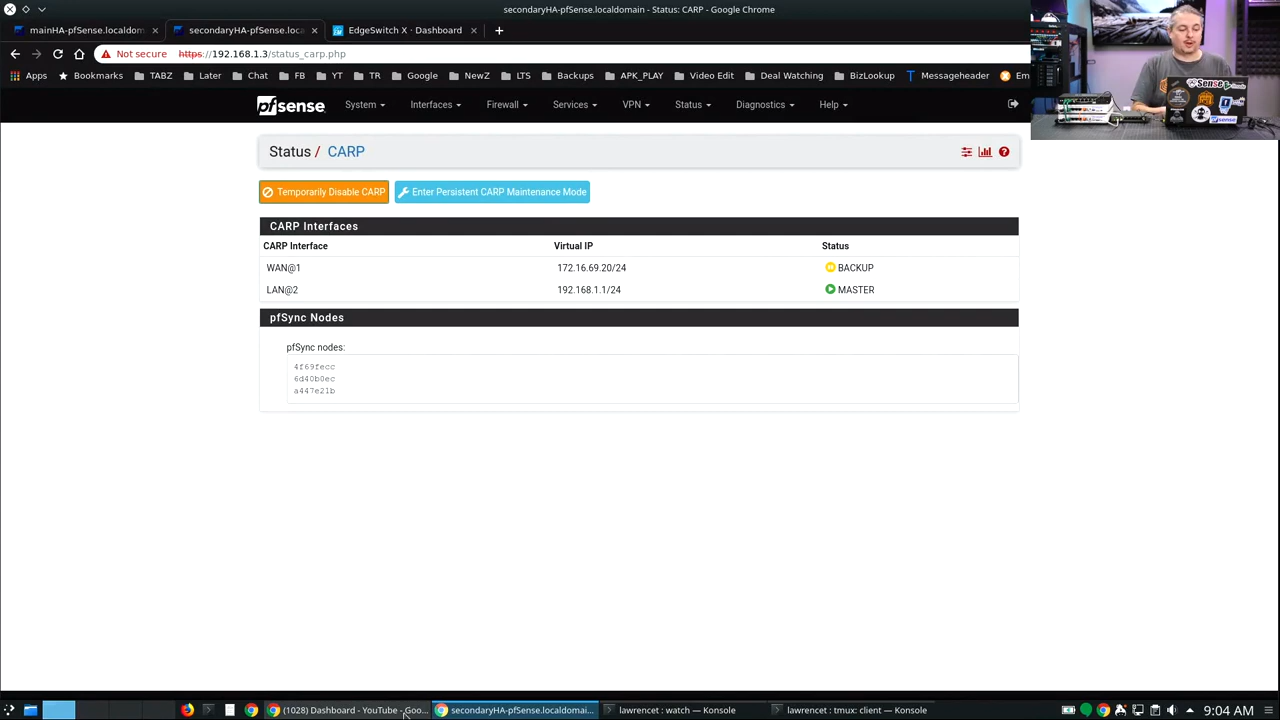 secondaryHA-pfSense.localdomain - Status: CARP - Google Chrome
mainHA-pfSense.localdom
secondaryHA-pfSense.loca
EdgeSwitch X · Dashboard
Not secure
https://192.168.1.3/status_carp.php
Apps
Bookmarks
TABZ
Later
Chat
FB
TR
Google
NewZ
LTS
PK_PLAY
Video Edit
Desk Watching
BizLookup
Messageheader
Em
pfsense
System
Interfaces
Firewall
Services
VPN
Status
Diagnostics
Help
Status / CARP
Temporarily Disable CARP
Enter Persistent CARP Maintenance Mode
CARP Interfaces
CARP Interface Virtual IP Status
WAN@1 172.16.69.20/24 BACKUP
LAN@2 192.168.1.1/24 MASTER
pfSync Nodes
pfSync nodes:
4f69fecc
6d40b0ec
a447e21b
(1028) Dashboard - YouTube - Goo...
secondaryHA-pfSense.localdomai...
lawrencet : watch — Konsole
lawrencet : tmux: client — Konsole
9:04 AM